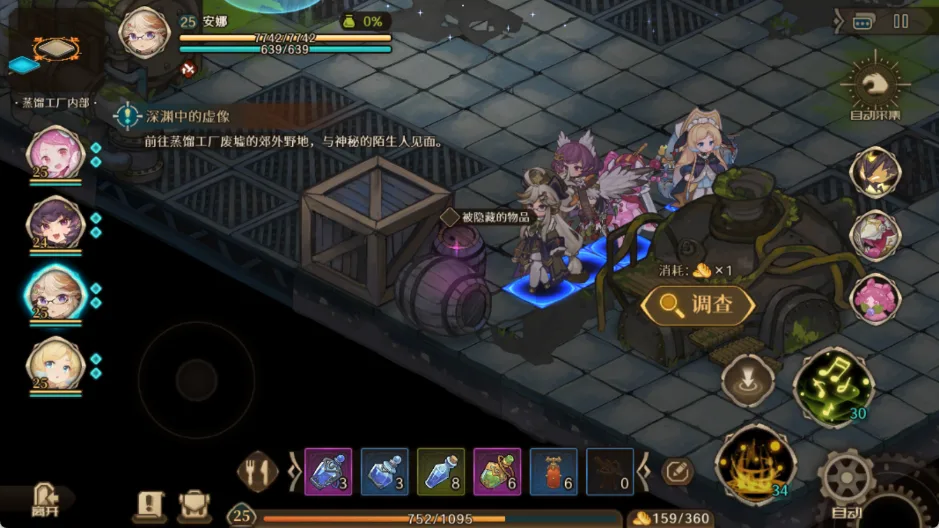 25 安娜
0%
7742/7742
639/639
·蒸馏工厂内部·
深渊中的虚像
前往蒸馏工厂废墟的郊外野地，与神秘的陌生人见面。
自动采集
25
24
25
25
被隐藏的物品
消耗: ×1
调查
30
34
3
3
8
6
6
0
离开
25
752/1095
159/360
自动